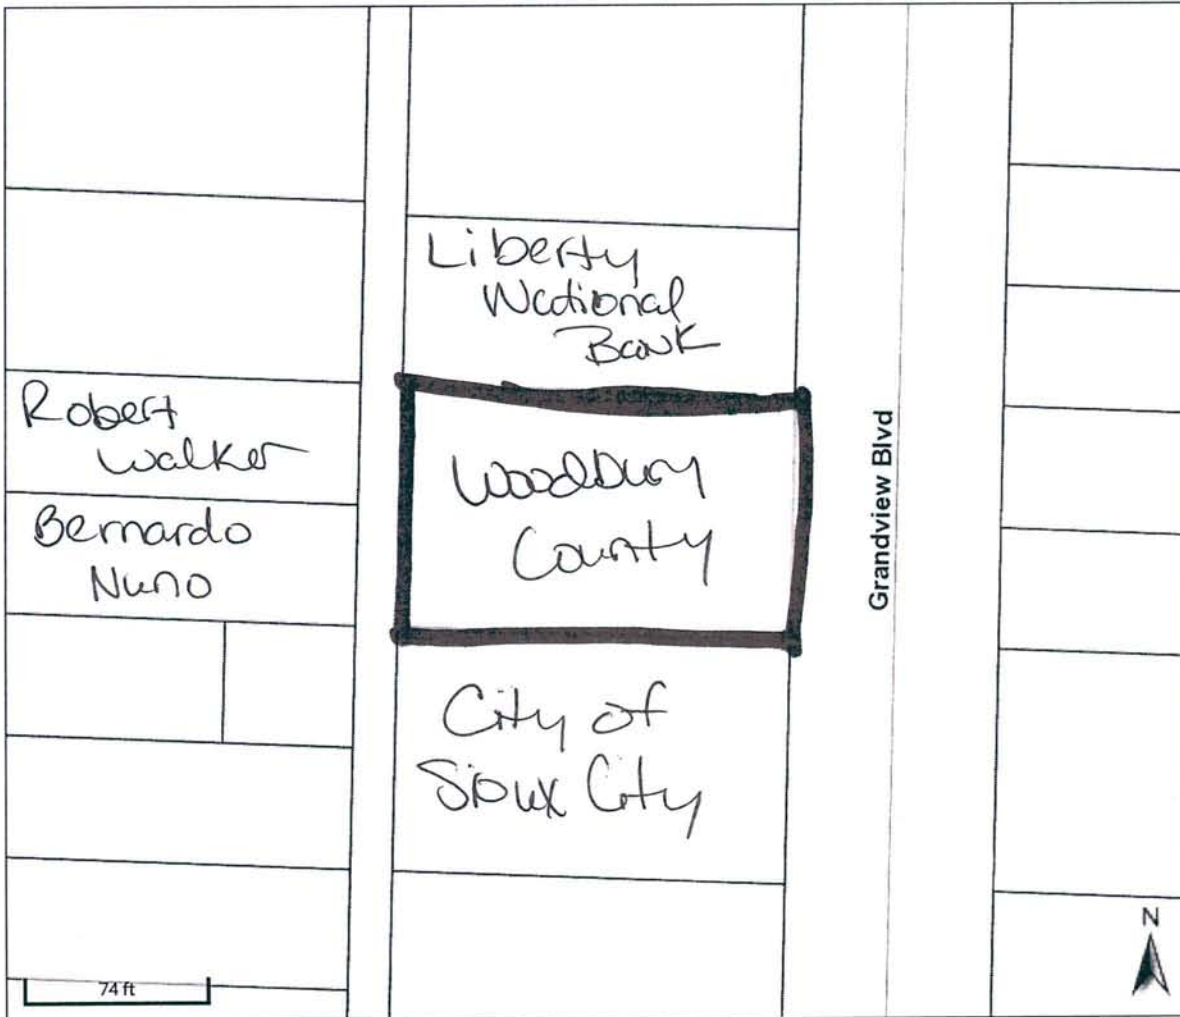 Liberty
National
Bank
Robert
Walker
Bernardo
Nuno
Woodbury
County
Grandview Blvd
City of
Sioux City
N
74 ft